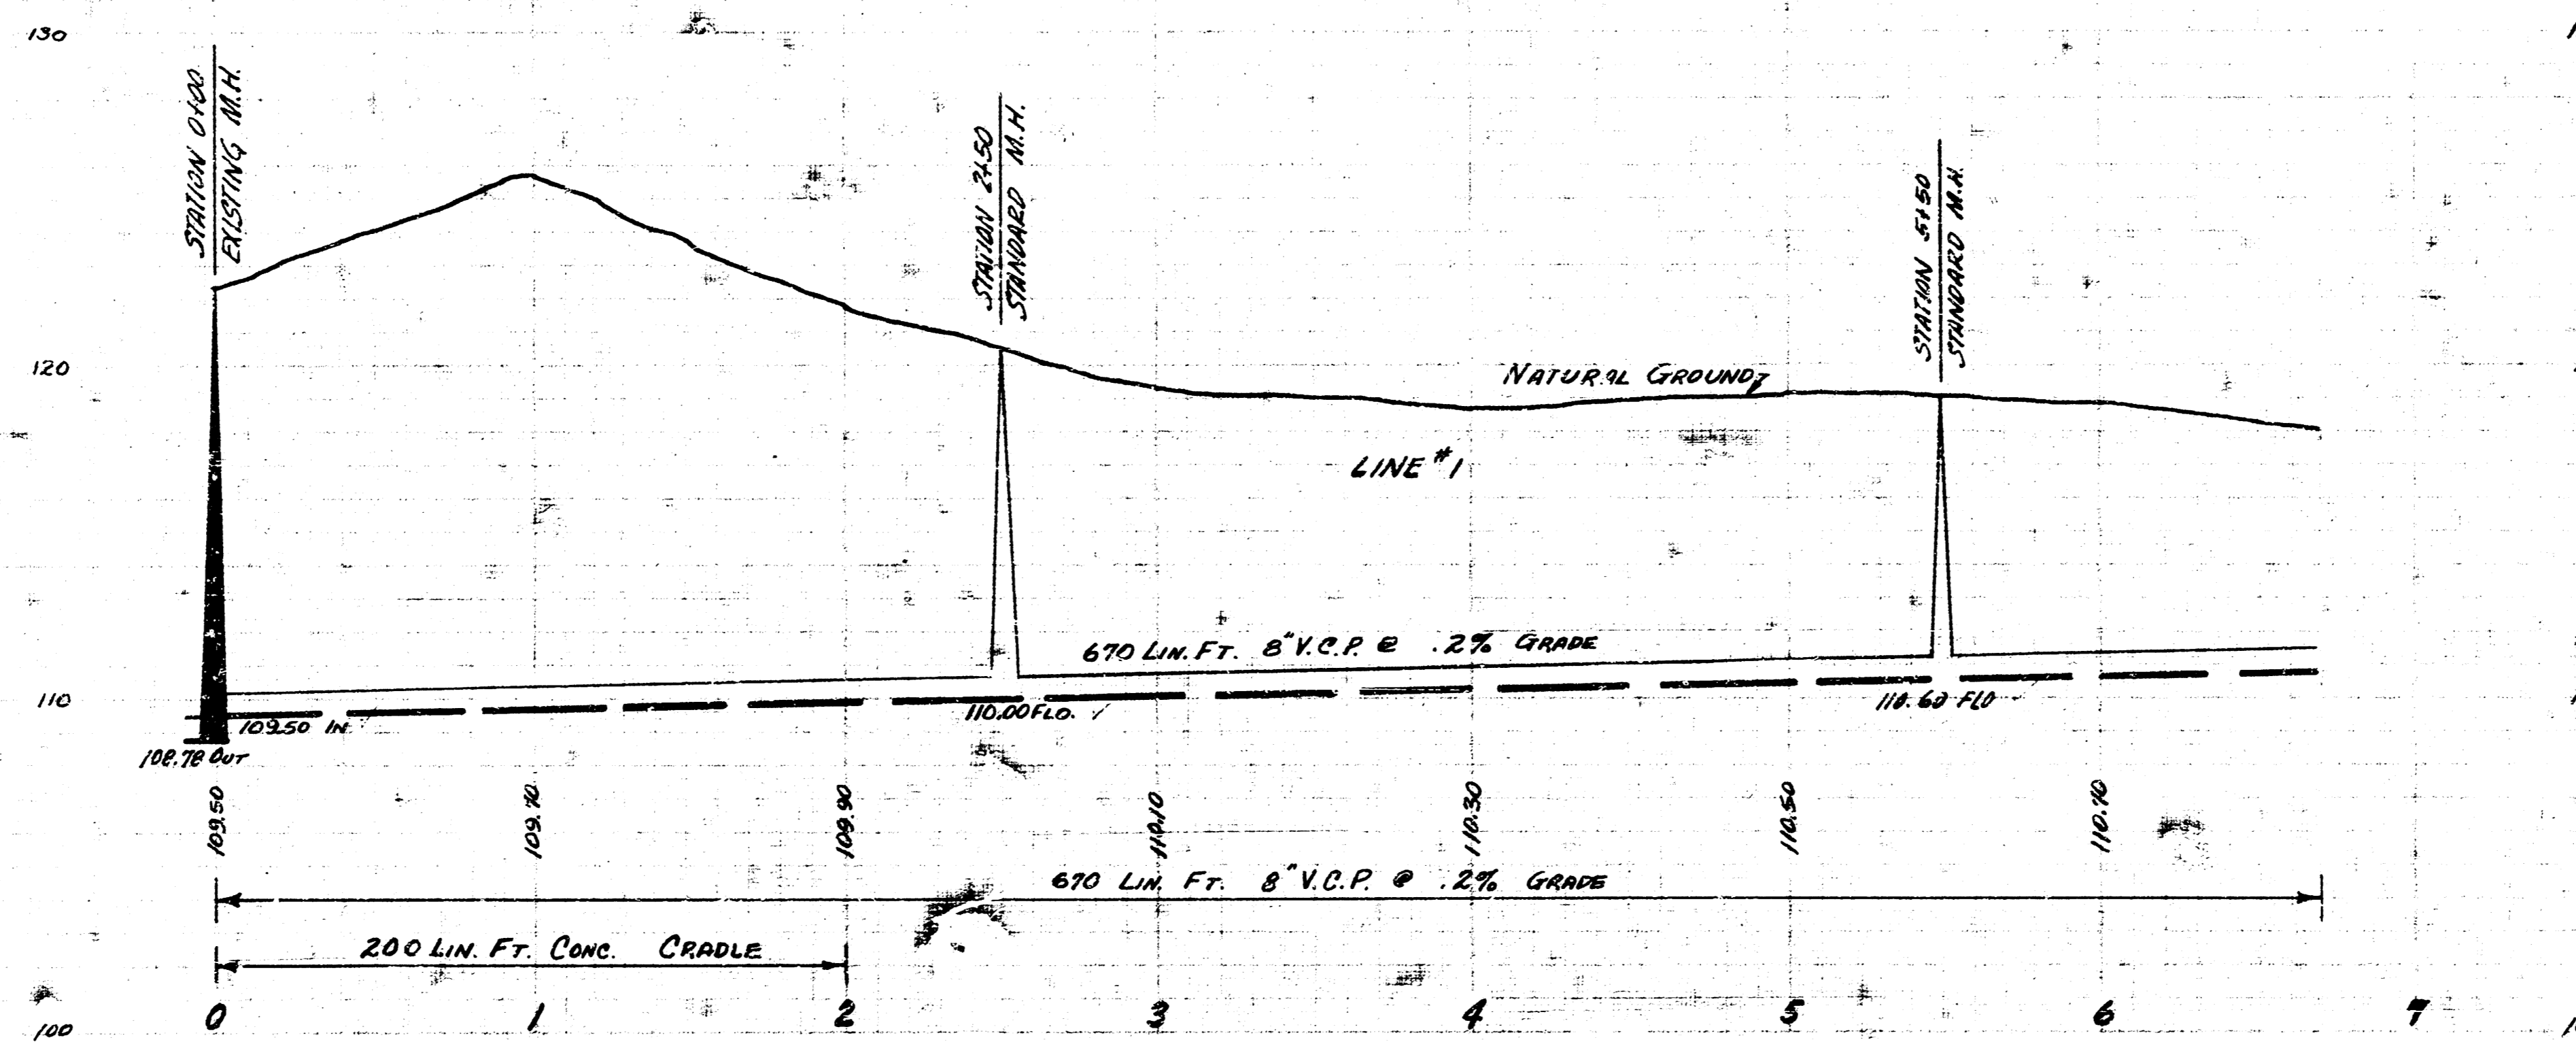 130
STATION 0+00
EXISTING M.H.
STATION 2+50
STANDARD M.H.
STATION 5+50
STANDARD M.H.
120
NATURAL GROUND
LINE #1
670 LIN. FT. 8" V.C.P. @ .2% GRADE
110
109.50 IN
110.00 FLO.
110.60 FLO
108.78 OUT
109.50
109.70
109.90
110.10
110.30
110.50
110.70
670 LIN. FT. 8" V.C.P. @ .2% GRADE
200 LIN. FT. CONC. CRADLE
100
0 1 2 3 4 5 6 7